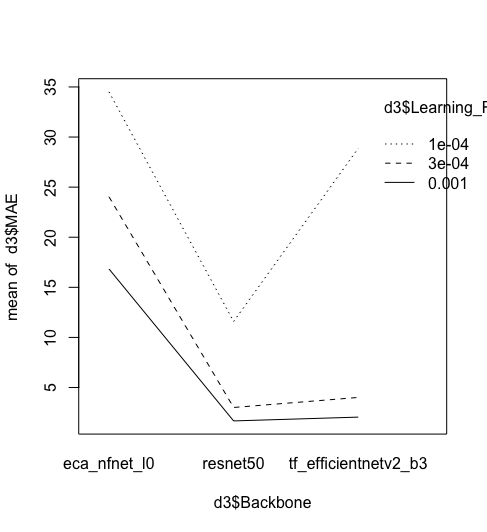 d3$Learning_R
1e-04
3e-04
0.001
mean of  d3$MAE
35
30
25
20
15
10
5
eca_nfnet_l0 resnet50 tf_efficientnetv2_b3
d3$Backbone